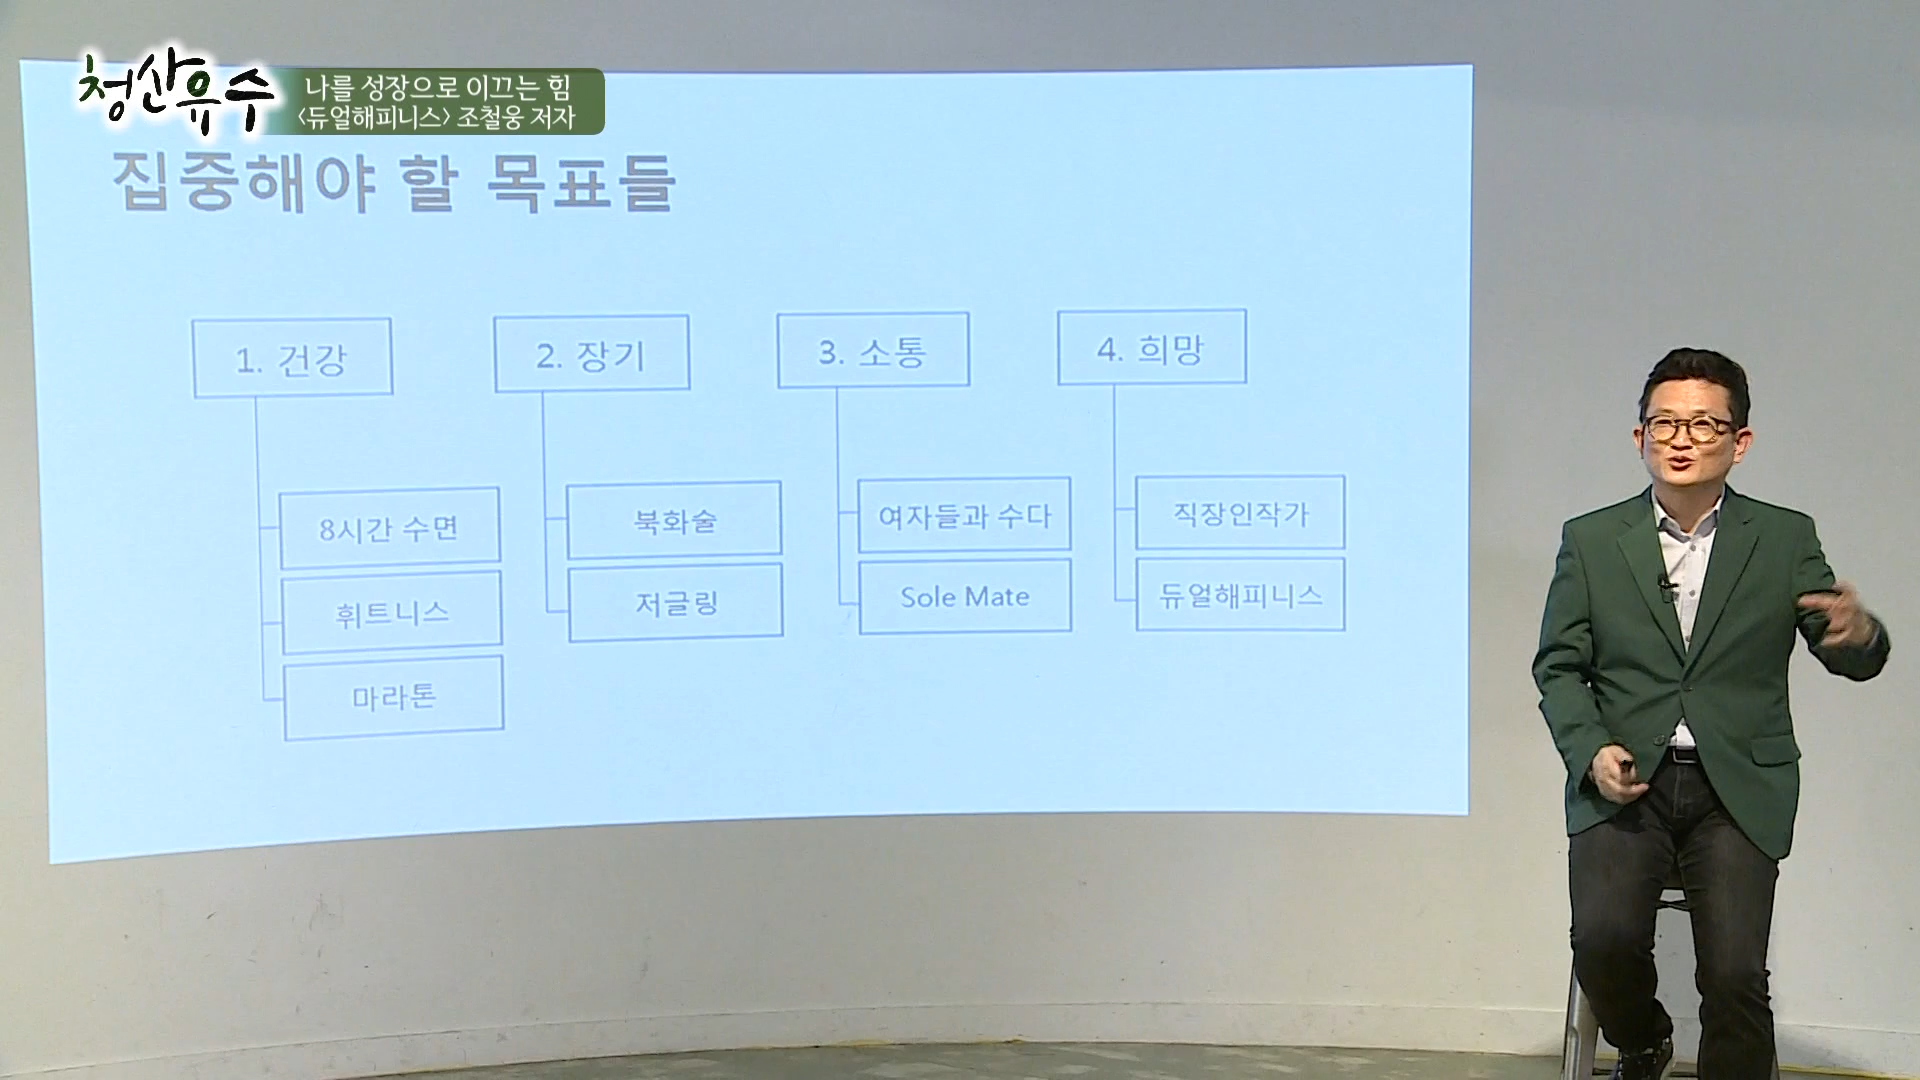 청산유수
나를 성장으로 이끄는 힘
<듀얼해피니스> 조철웅 저자
집중해야 할 목표들
1. 건강
8시간 수면
휘트니스
마라톤
2. 장기
북화술
저글링
3. 소통
여자들과 수다
Sole Mate
4. 희망
직장인작가
듀얼해피니스